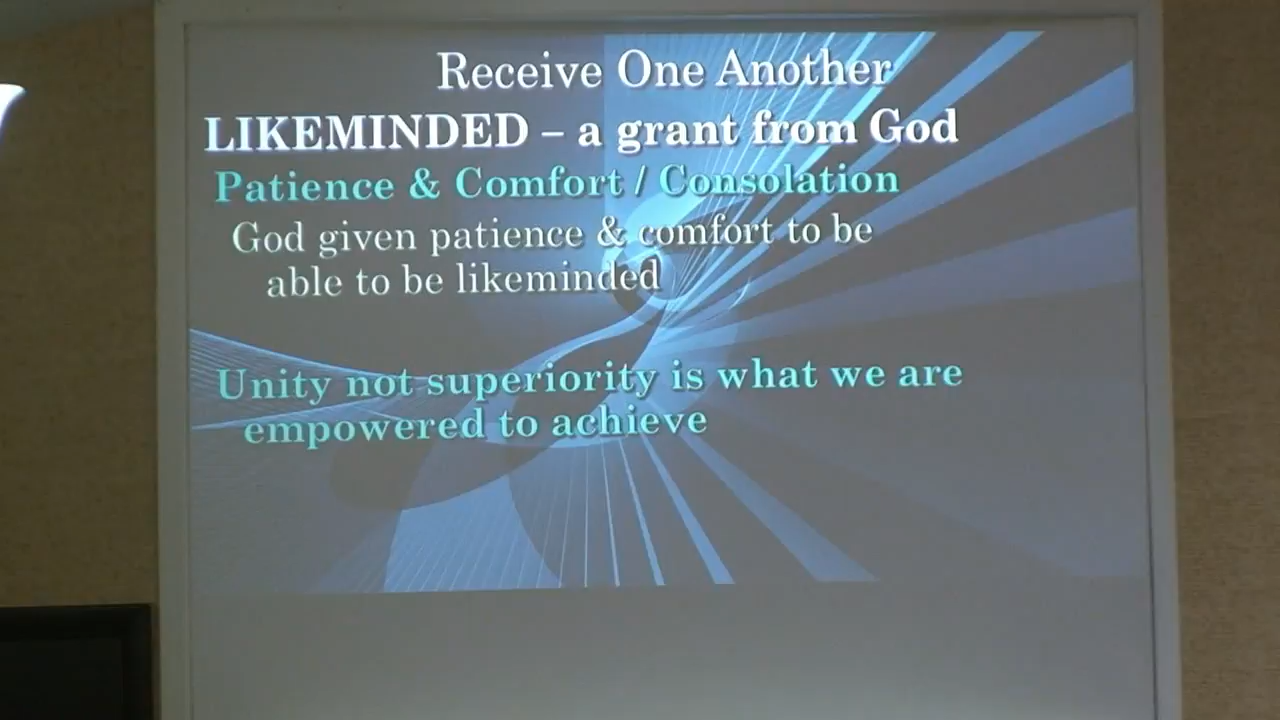 Receive One Another
LIKEMINDED – a grant from God
Patience & Comfort / Consolation
God given patience & comfort to be
able to be likeminded
Unity not superiority is what we are
empowered to achieve